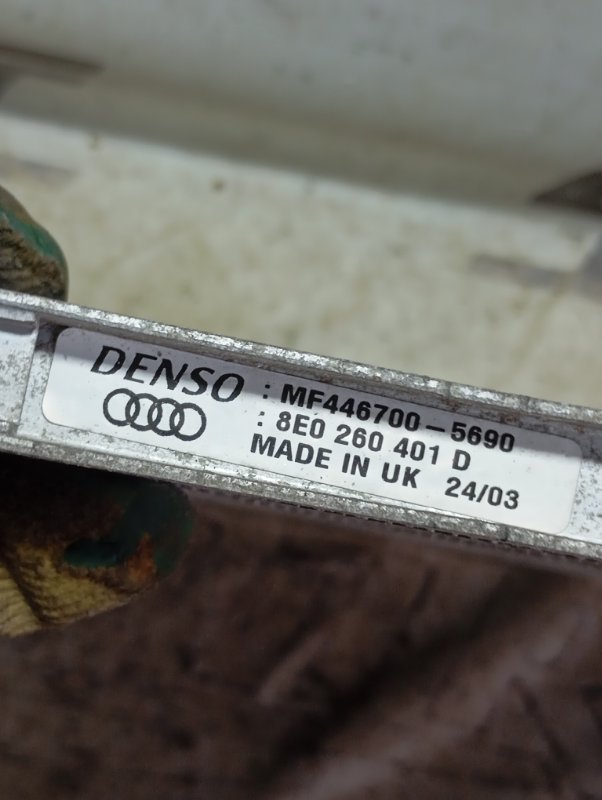 DENSO : MF446700-5690
: 8E0 260 401 D
MADE IN UK 24/03